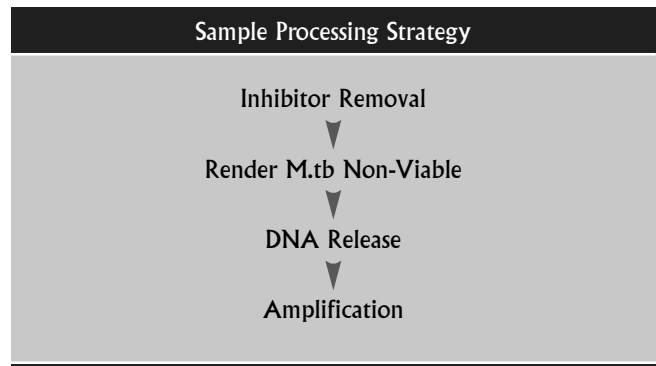 Sample Processing Strategy
Inhibitor Removal
Render M.tb Non-Viable
DNA Release
Amplification